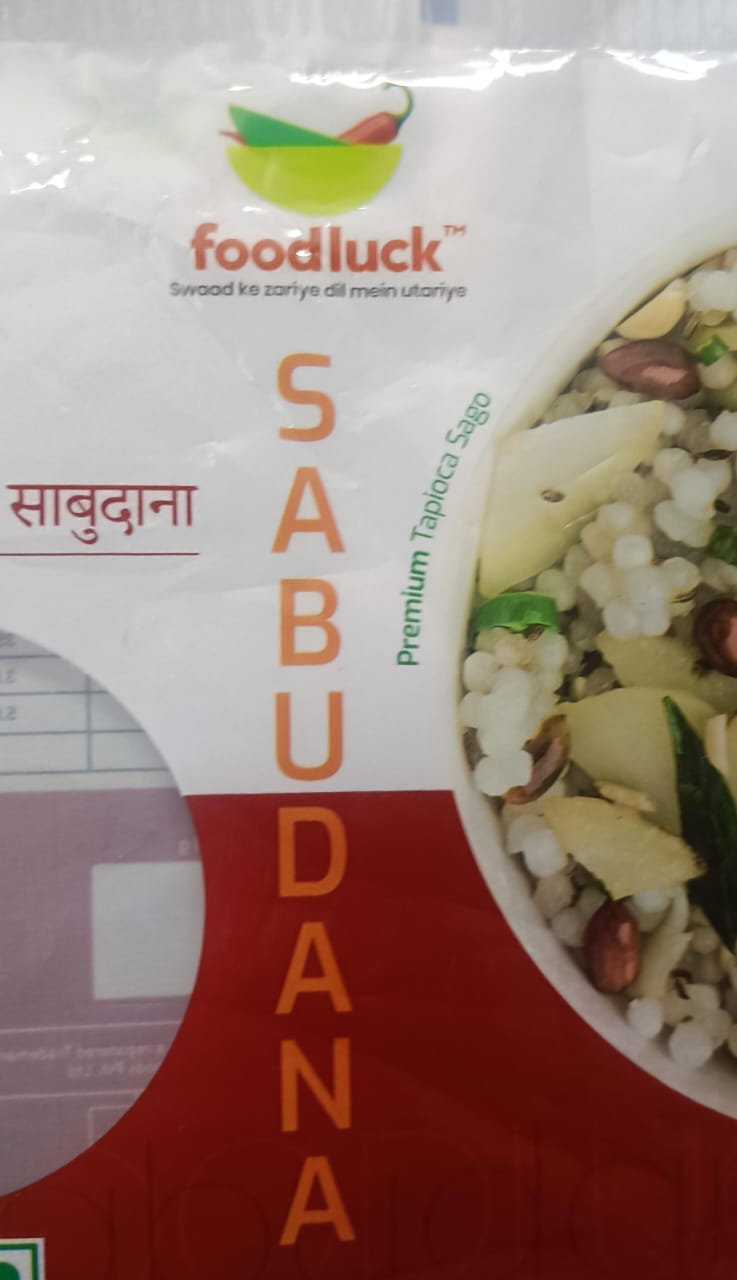 foodluck™
Swaad ke zariye dil mein utariye
SABUDANA
Premium Tapioca Sago
साबुदाना